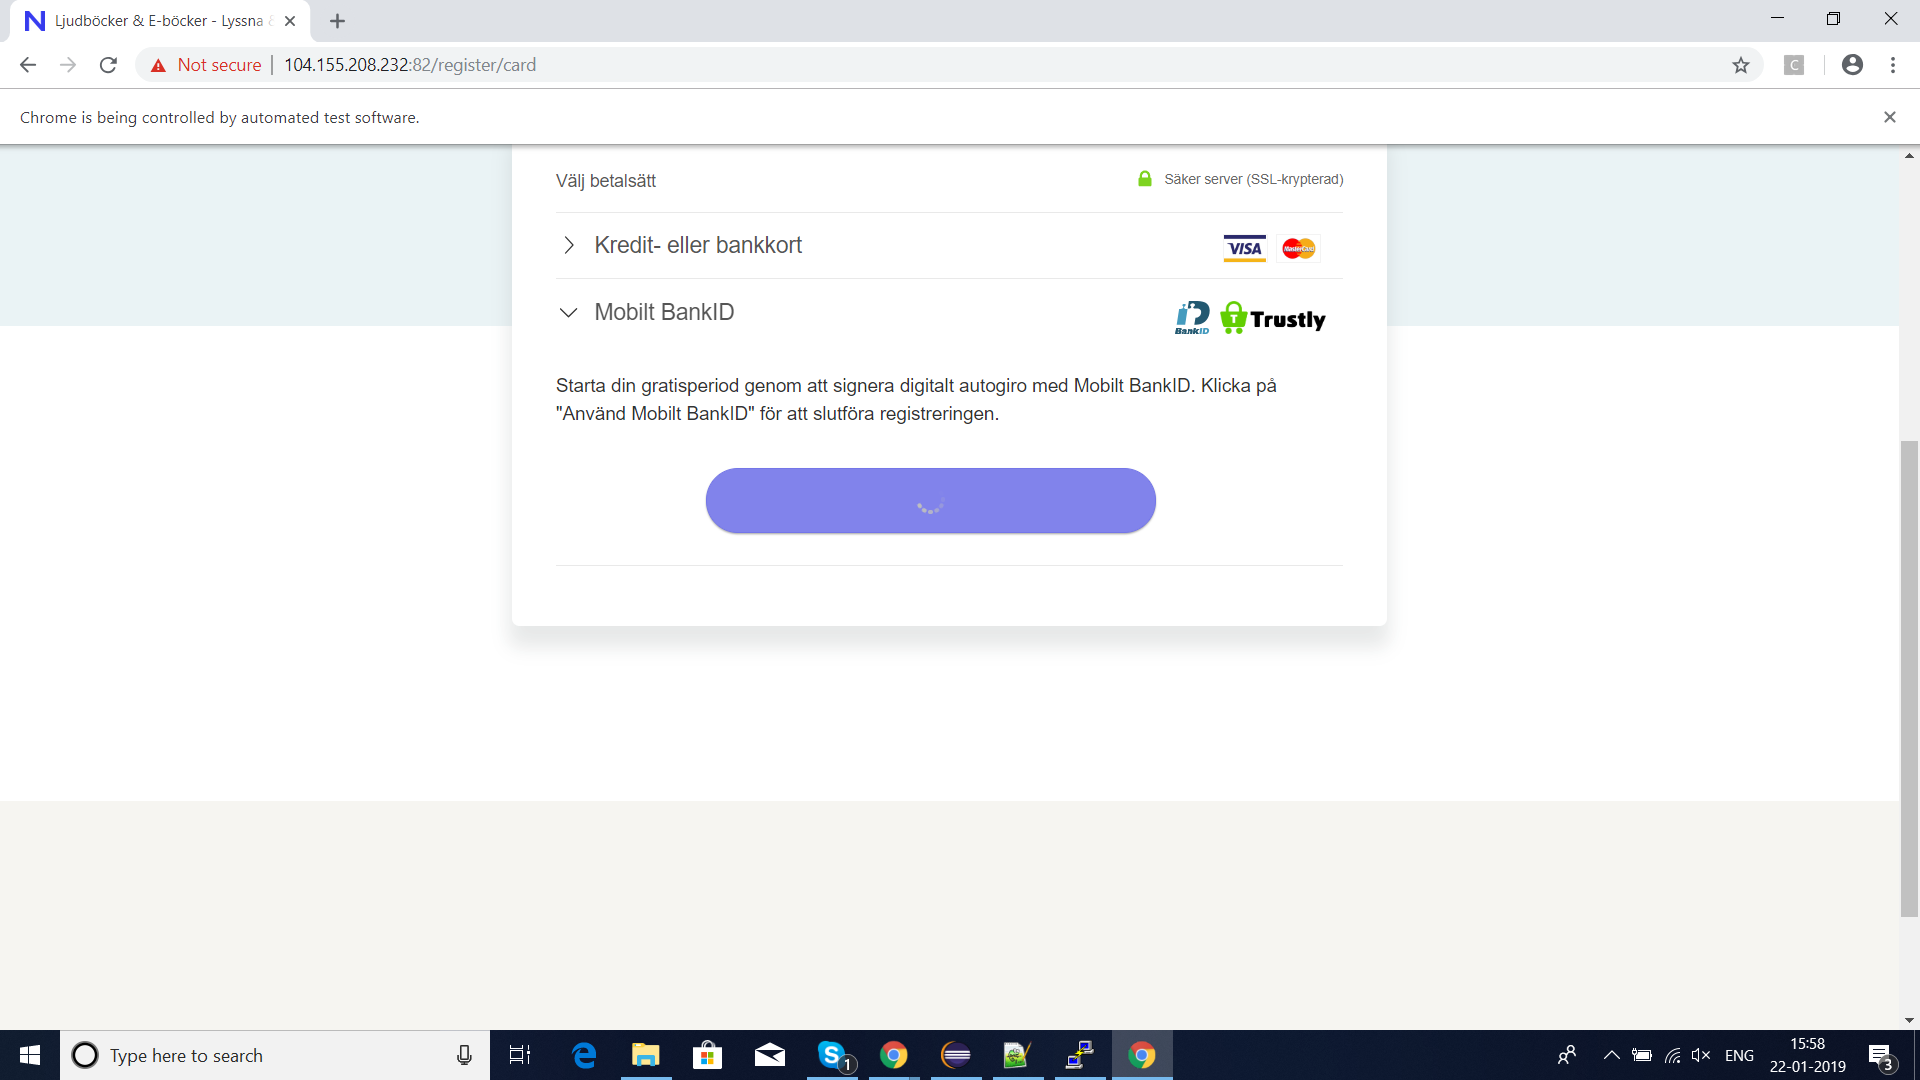 Ljudböcker & E-böcker - Lyssna &
Not secure
104.155.208.232:82/register/card
C
Chrome is being controlled by automated test software.
Välj betalsätt
Säker server (SSL-krypterad)
Kredit- eller bankkort
VISA
MasterCard
Mobilt BankID
BankID
T Trustly
Starta din gratisperiod genom att signera digitalt autogiro med Mobilt BankID. Klicka på
"Använd Mobilt BankID" för att slutföra registreringen.
Type here to search
1
ENG
15:58
22-01-2019
3